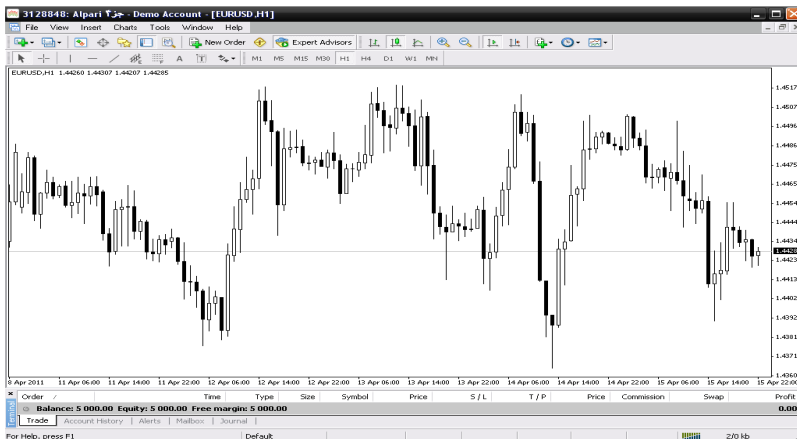 3128848: Alpari جزء - Demo Account - [EURUSD,H1]
File View Insert Charts Tools Window Help
New Order Expert Advisors
A T M1 M5 M15 M30 H1 H4 D1 W1 MN
EURUSD,H1 1.44260 1.44307 1.44207 1.44285
1.4517
1.4507
1.4496
1.4486
1.4475
1.4465
1.4454
1.4444
1.4434
1.4428
1.4423
1.4413
1.4402
1.4392
1.4381
1.4371
1.4360
8 Apr 2011 11 Apr 06:00 11 Apr 14:00 11 Apr 22:00 12 Apr 06:00 12 Apr 14:00 12 Apr 22:00 13 Apr 06:00 13 Apr 14:00 13 Apr 22:00 14 Apr 06:00 14 Apr 14:00 14 Apr 22:00 15 Apr 06:00 15 Apr 14:00 15 Apr 22:00
Order / Time Type Size Symbol Price S / L T / P Price Commission Swap Profit
Balance: 5 000.00 Equity: 5 000.00 Free margin: 5 000.00 0.00
Terminal
Trade Account History Alerts Mailbox Journal
For Help, press F1 Default 2/0 kb